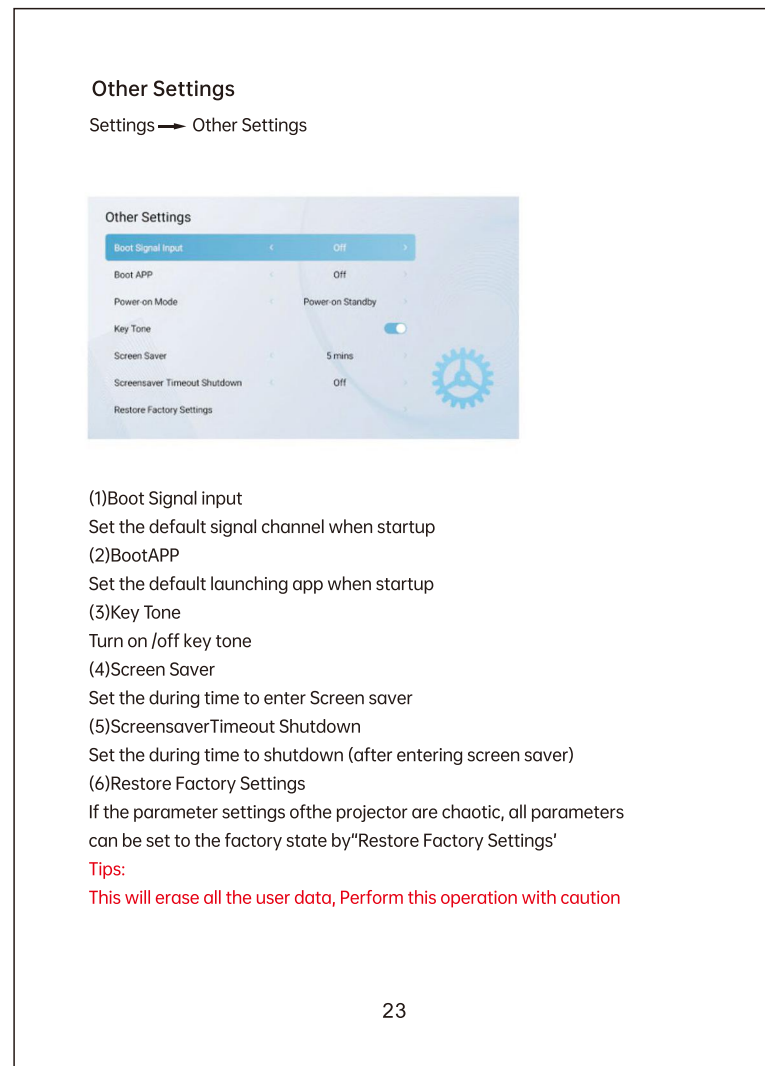 Other Settings
Settings → Other Settings
Other Settings
Boot Signal Input < Off >
Boot APP < Off >
Power-on Mode < Power-on Standby >
Key Tone
Screen Saver < 5 mins >
Screensaver Timeout Shutdown < Off >
Restore Factory Settings >
(1)Boot Signal input
Set the default signal channel when startup
(2)BootAPP
Set the default launching app when startup
(3)Key Tone
Turn on /off key tone
(4)Screen Saver
Set the during time to enter Screen saver
(5)ScreensaverTimeout Shutdown
Set the during time to shutdown (after entering screen saver)
(6)Restore Factory Settings
If the parameter settings ofthe projector are chaotic, all parameters
can be set to the factory state by"Restore Factory Settings'
Tips:
This will erase all the user data, Perform this operation with caution
23